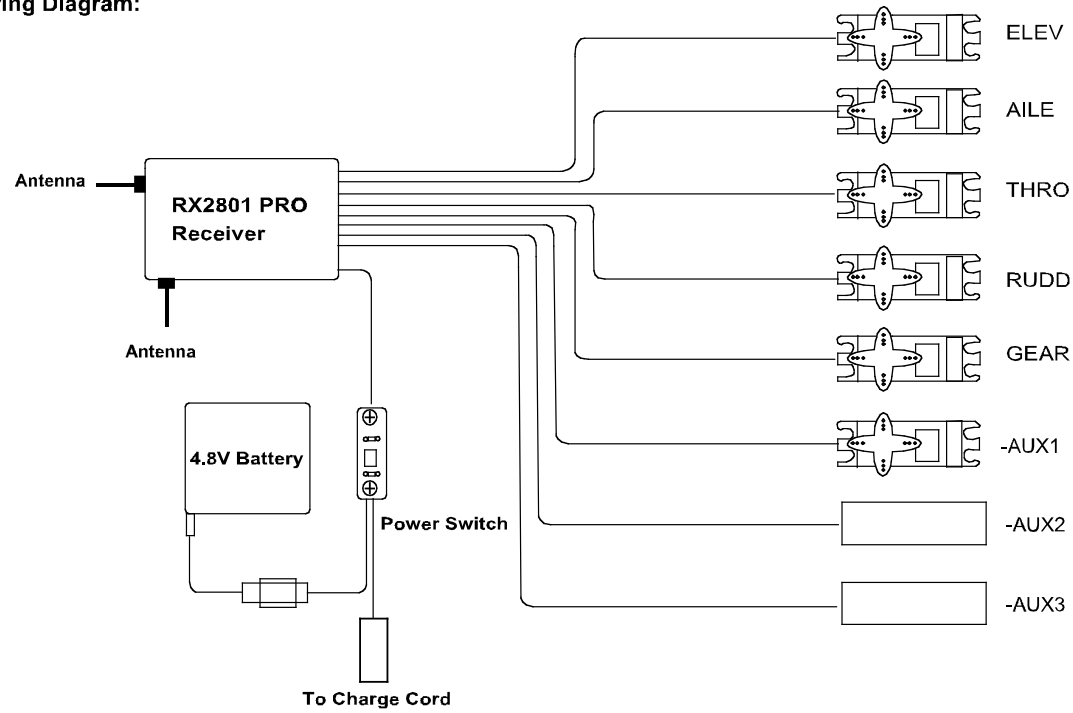 ing Diagram:
ELEV
AILE
Antenna
RX2801 PRO
Receiver
THRO
RUDD
Antenna
GEAR
4.8V Battery
-AUX1
Power Switch
-AUX2
-AUX3
To Charge Cord